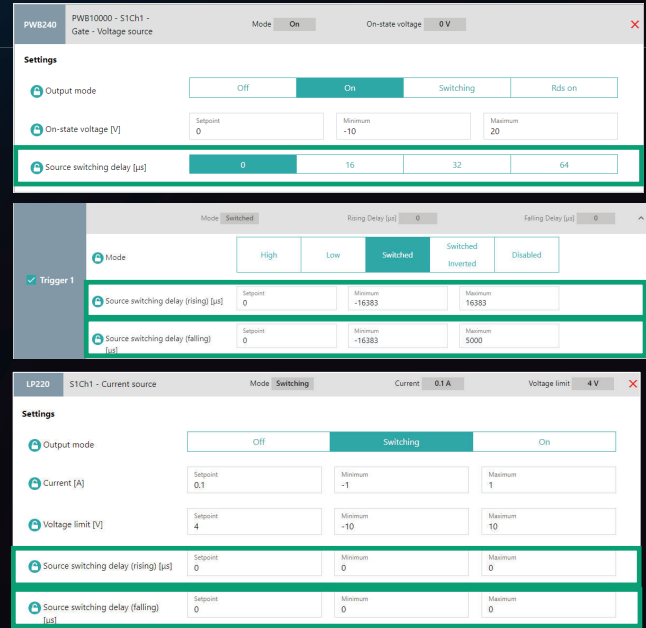 PWB240
PWB10000 - S1Ch1 -
Gate - Voltage source
Mode On
On-state voltage 0 V
Settings
Output mode
Off On Switching Rds on
On-state voltage [V]
Setpoint Minimum Maximum
0 -10 20
Source switching delay [µs]
0 16 32 64
Mode Switched Rising Delay [µs] 0 Falling Delay [µs] 0
Trigger 1
Mode
High Low Switched Switched Inverted Disabled
Source switching delay (rising) [µs]
Setpoint Minimum Maximum
0 -16383 16383
Source switching delay (falling)
[µs]
Setpoint Minimum Maximum
0 -16383 5000
LP220 S1Ch1 - Current source Mode Switching Current 0.1 A Voltage limit 4 V
Settings
Output mode
Off Switching On
Current [A]
Setpoint Minimum Maximum
0.1 -1 1
Voltage limit [V]
Setpoint Minimum Maximum
4 -10 10
Source switching delay (rising) [µs]
Setpoint Minimum Maximum
0 0 0
Source switching delay (falling)
[µs]
Setpoint Minimum Maximum
0 0 0